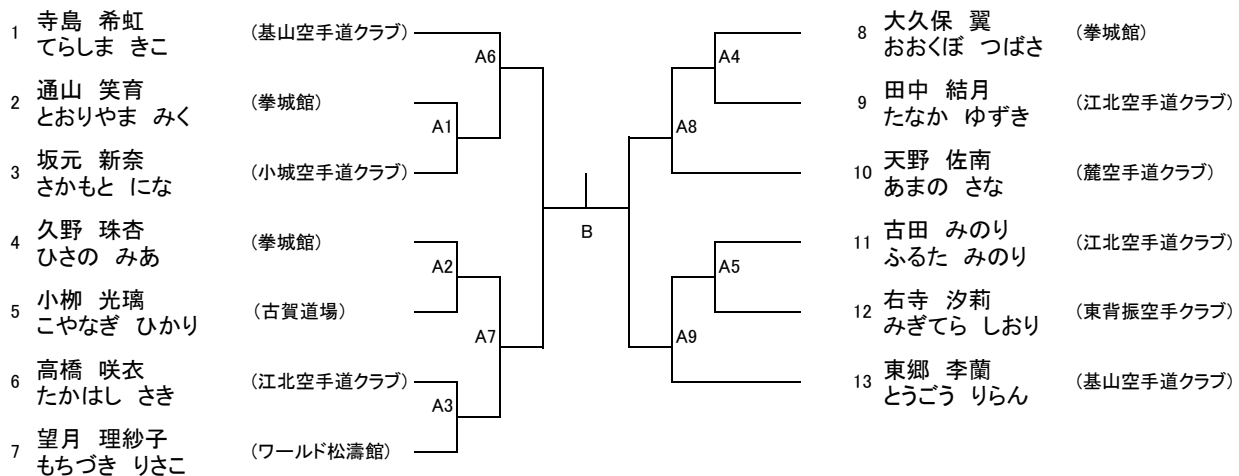 1 寺島 希虹 (基山空手道クラブ)
てらしま きこ
2 通山 笑育 (拳城館)
とおりやま みく
3 坂元 新奈 (小城空手道クラブ)
さかもと にな
4 久野 珠杏 (拳城館)
ひさの みあ
5 小栁 光璃 (古賀道場)
こやなぎ ひかり
6 高橋 咲衣 (江北空手道クラブ)
たかはし さき
7 望月 理紗子 (ワールド松濤館)
もちづき りさこ
A6
A1
A2
A7
A3
B
A4
A8
A5
A9
8 大久保 翼 (拳城館)
おおくぼ つばさ
9 田中 結月 (江北空手道クラブ)
たなか ゆずき
10 天野 佐南 (麓空手道クラブ)
あまの さな
11 古田 みのり (江北空手道クラブ)
ふるた みのり
12 右寺 汐莉 (東背振空手クラブ)
みぎてら しおり
13 東郷 李蘭 (基山空手道クラブ)
とうごう りらん